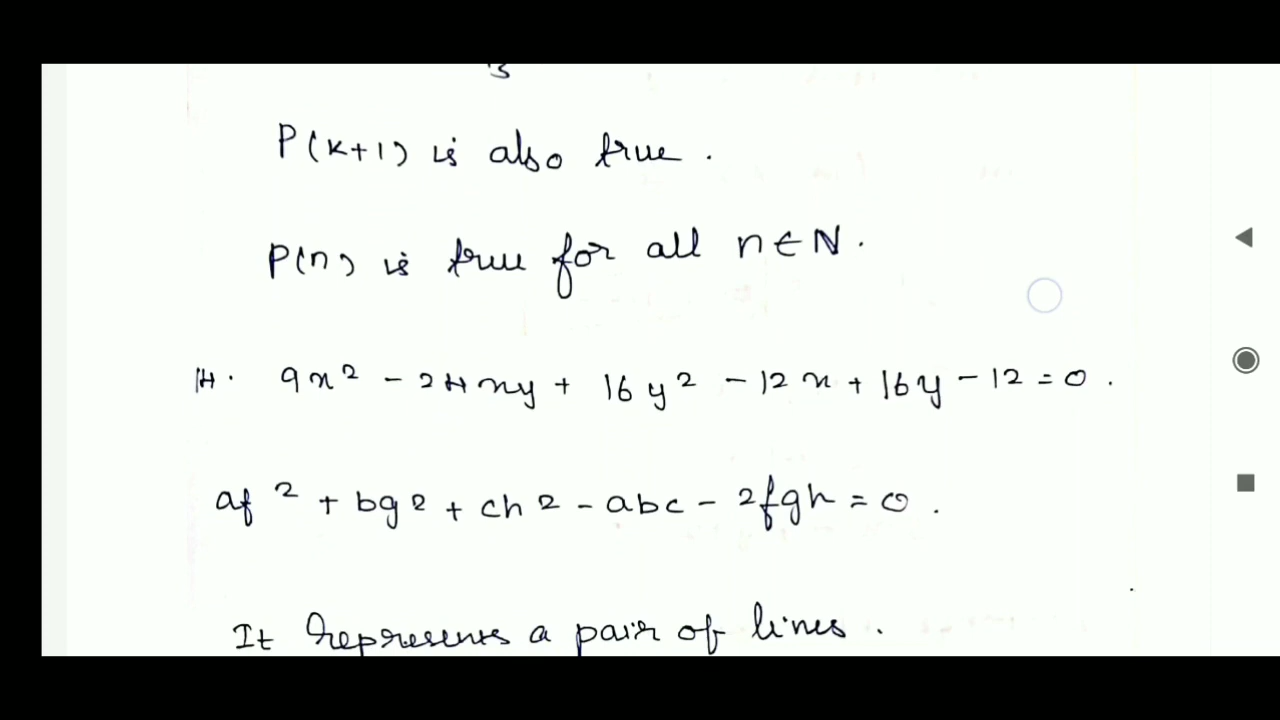 3
P(k+1) is also true.
P(n) is true for all n∈N.
14. 9x² - 24xy + 16y² - 12x + 16y - 12 = 0.
af² + bg² + ch² - abc - 2fgh = 0.
It represents a pair of lines.